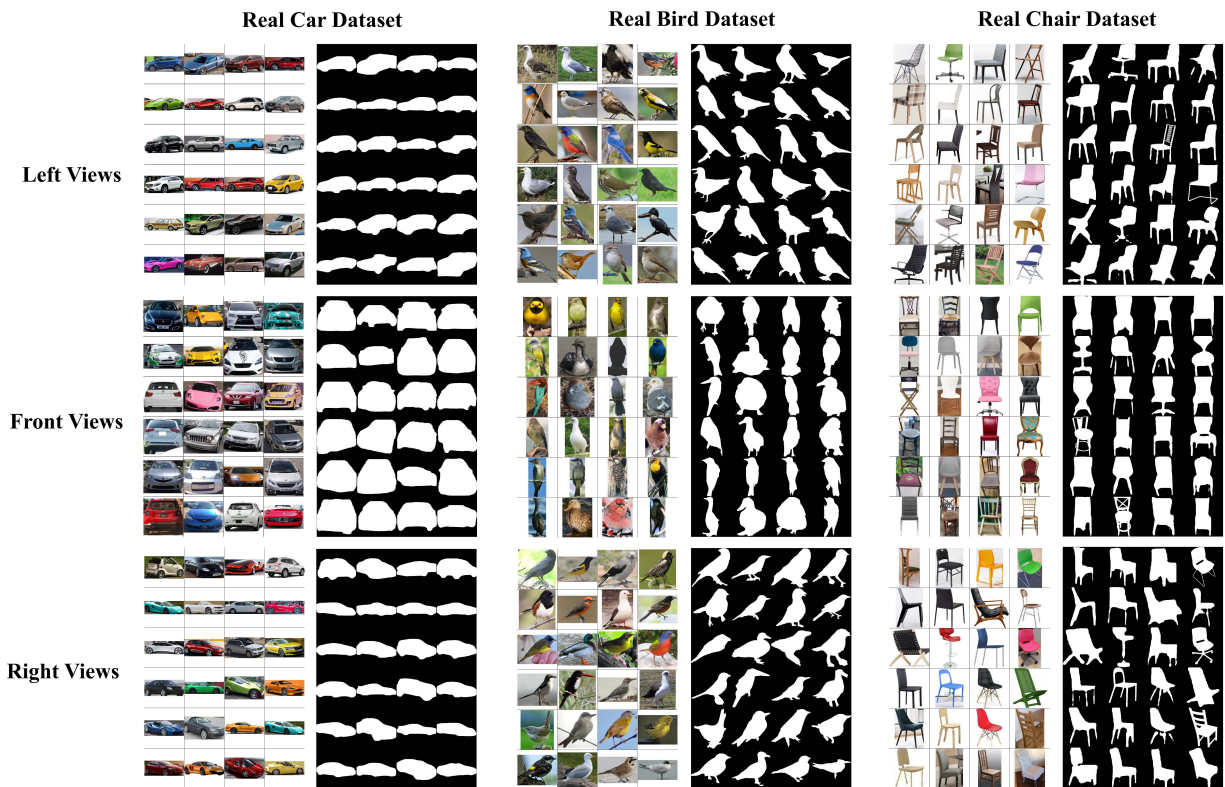 Real Car Dataset
Real Bird Dataset
Real Chair Dataset
Left Views
Front Views
Right Views